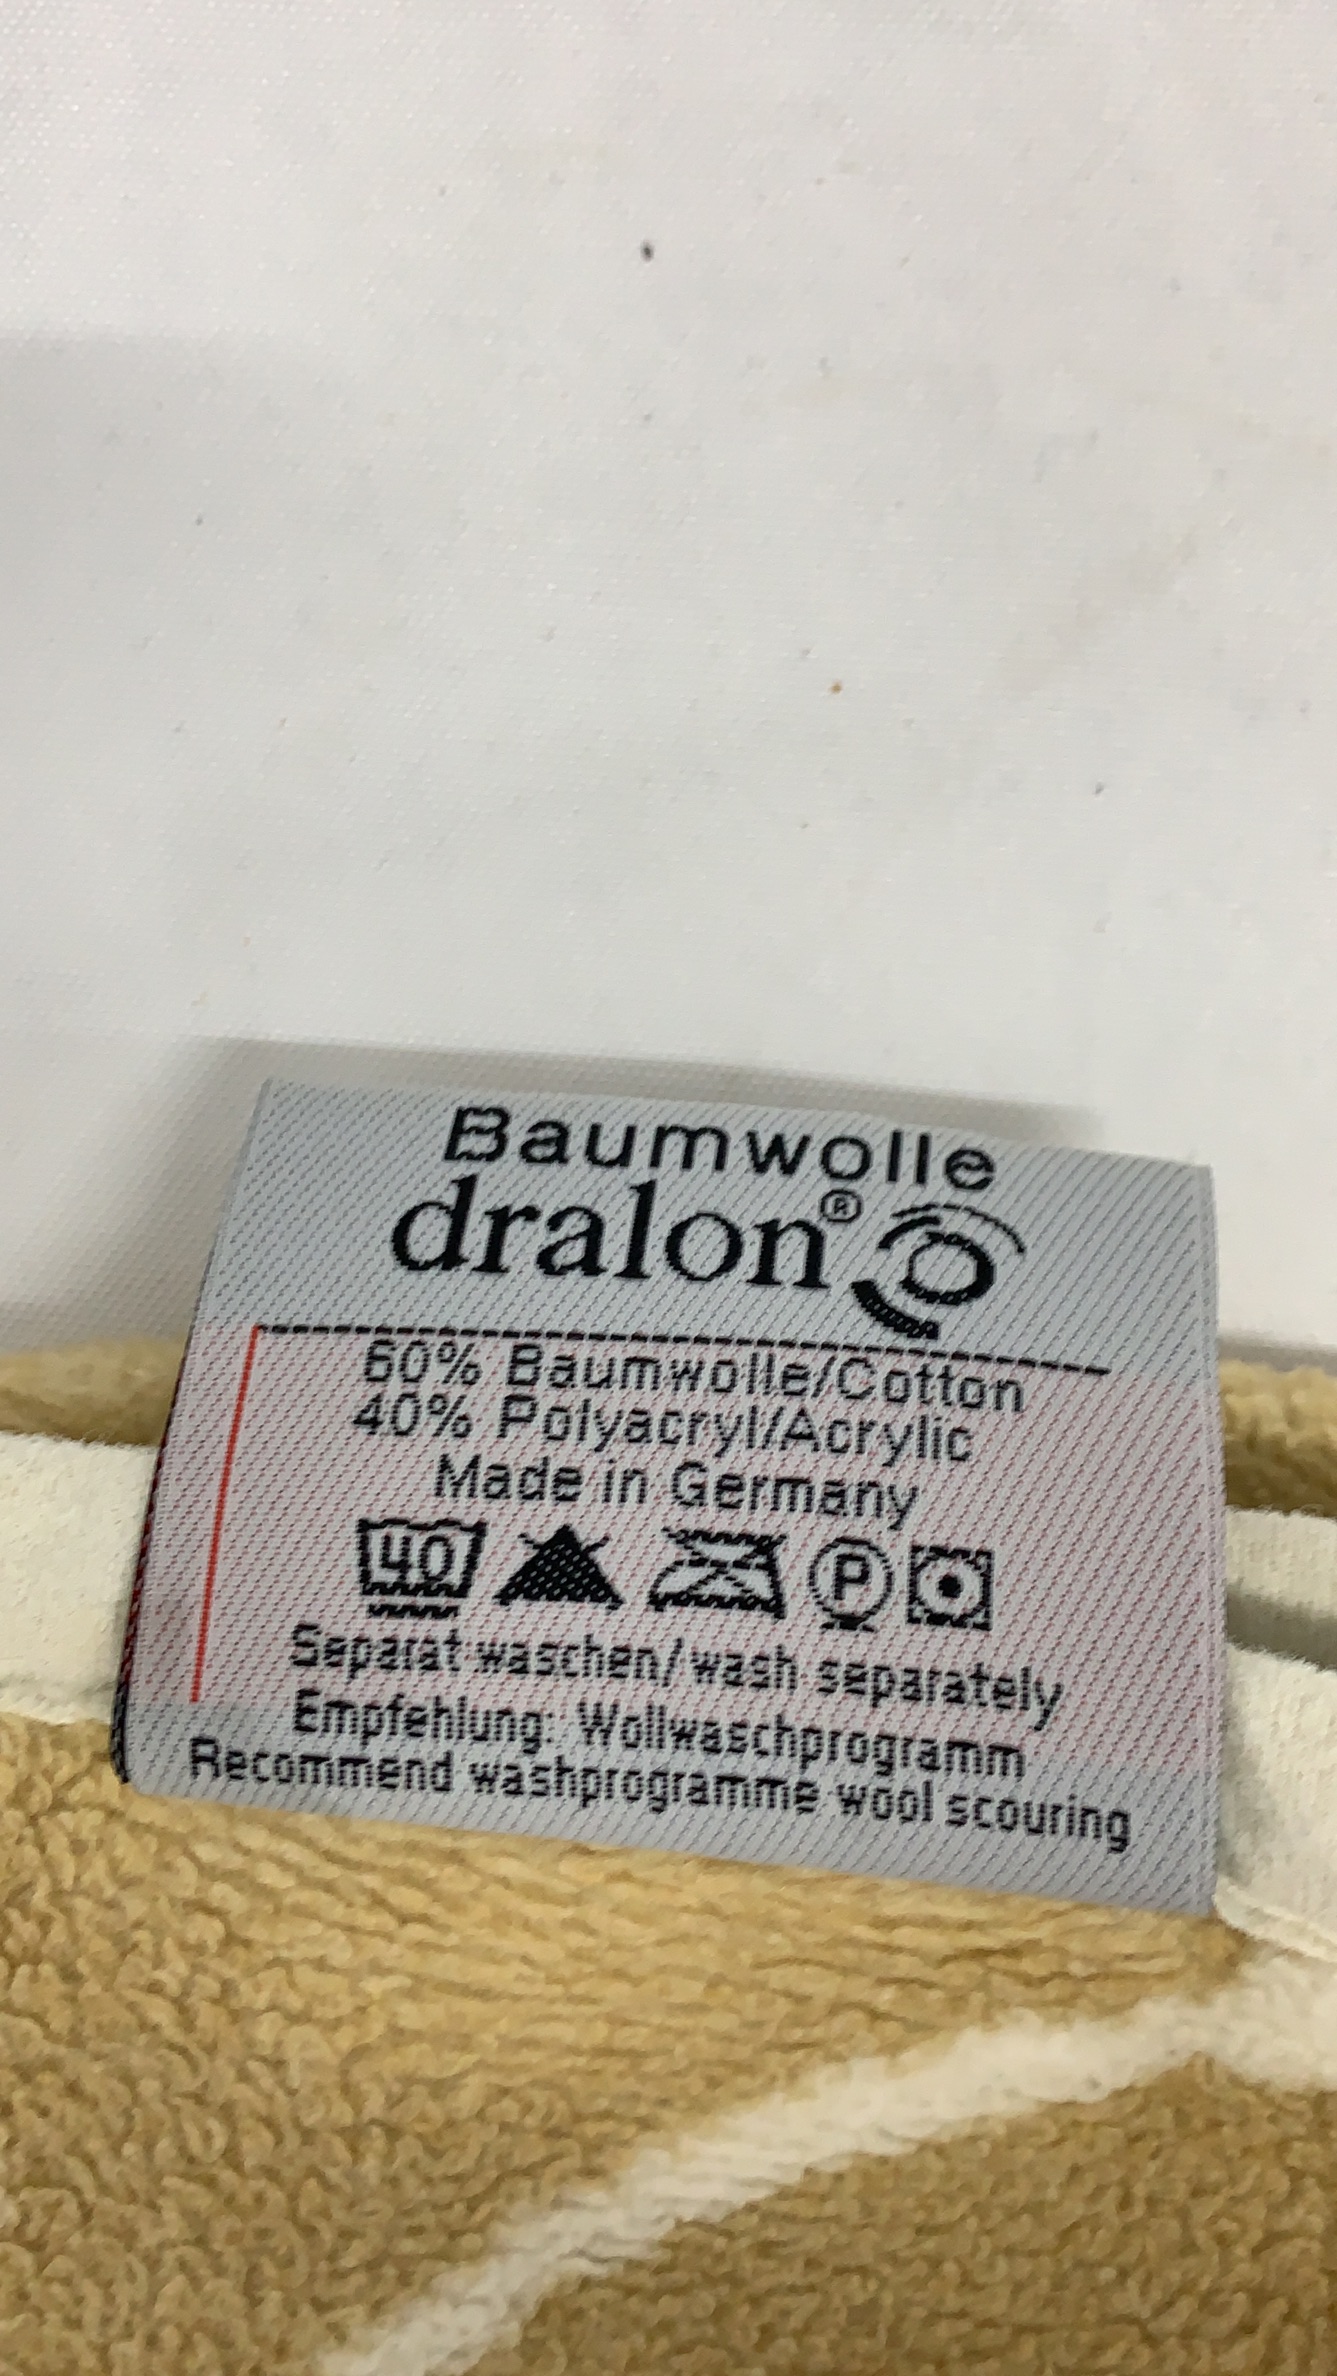 Baumwolle
dralon®
60% Baumwolle/Cotton
40% Polyacryl/Acrylic
Made in Germany
40 P
Separat waschen/wash separately
Empfehlung: Wollwaschprogramm
Recommend washprogramme wool scouring